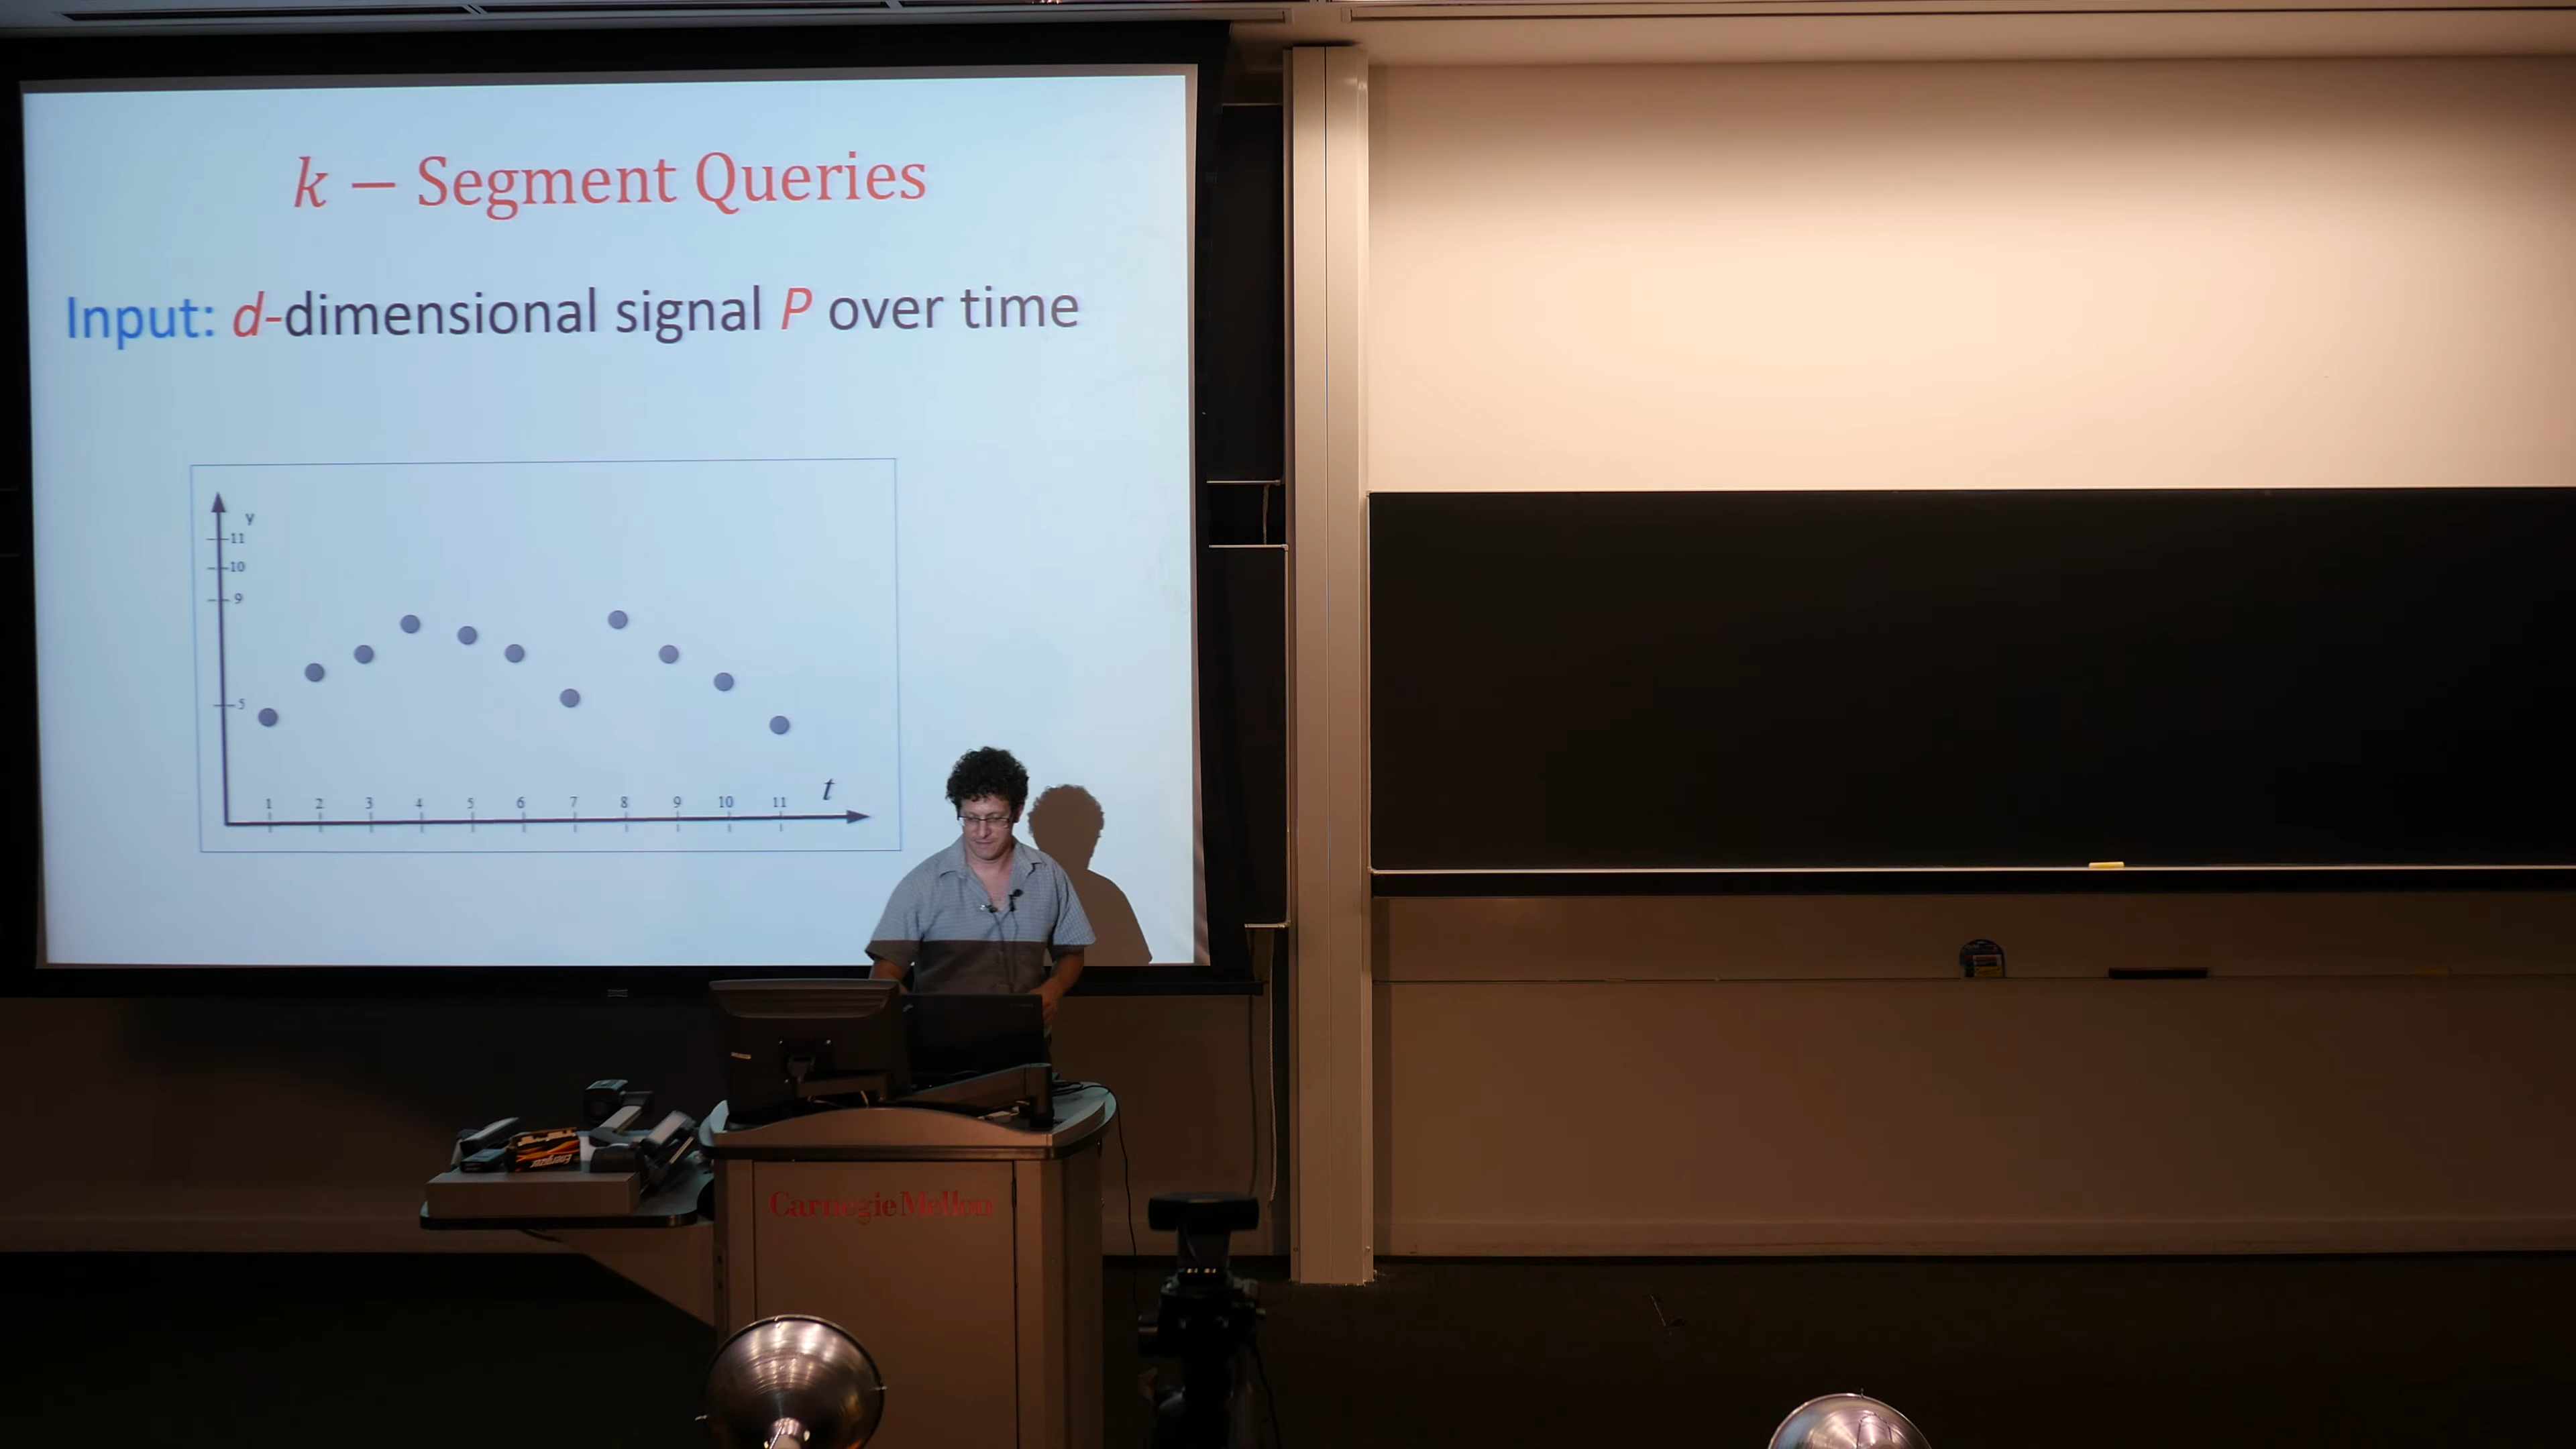 k – Segment Queries
Input: d-dimensional signal P over time
y
11
10
9
5
t
1 2 3 4 5 6 7 8 9 10 11
Energizer
Carnegie Mellon